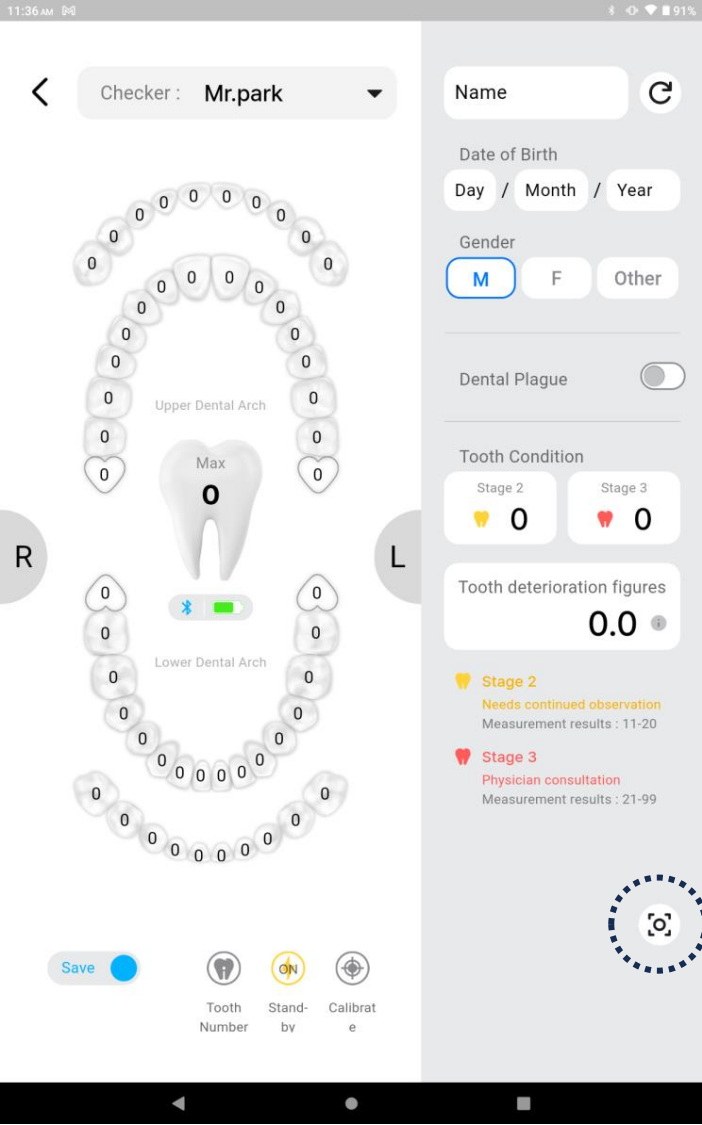 11:36 AM
91%
Checker : Mr.park
Name
Date of Birth
Day / Month / Year
Gender
M F Other
Dental Plague
Tooth Condition
Stage 2 Stage 3
0 0
Tooth deterioration figures
0.0
Stage 2
Needs continued observation
Measurement results : 11-20
Stage 3
Physician consultation
Measurement results : 21-99
0 0 0 0 0 0 0 0 0 0
0 0 0 0 0 0 0 0 0 0 0 0 0 0 0 0
Upper Dental Arch
Max
0
R L
Lower Dental Arch
0 0 0 0 0 0 0 0 0 0 0 0 0 0 0 0
0 0 0 0 0 0 0 0 0 0
Save
ON
Tooth
Number
Stand-
by
Calibrat
e